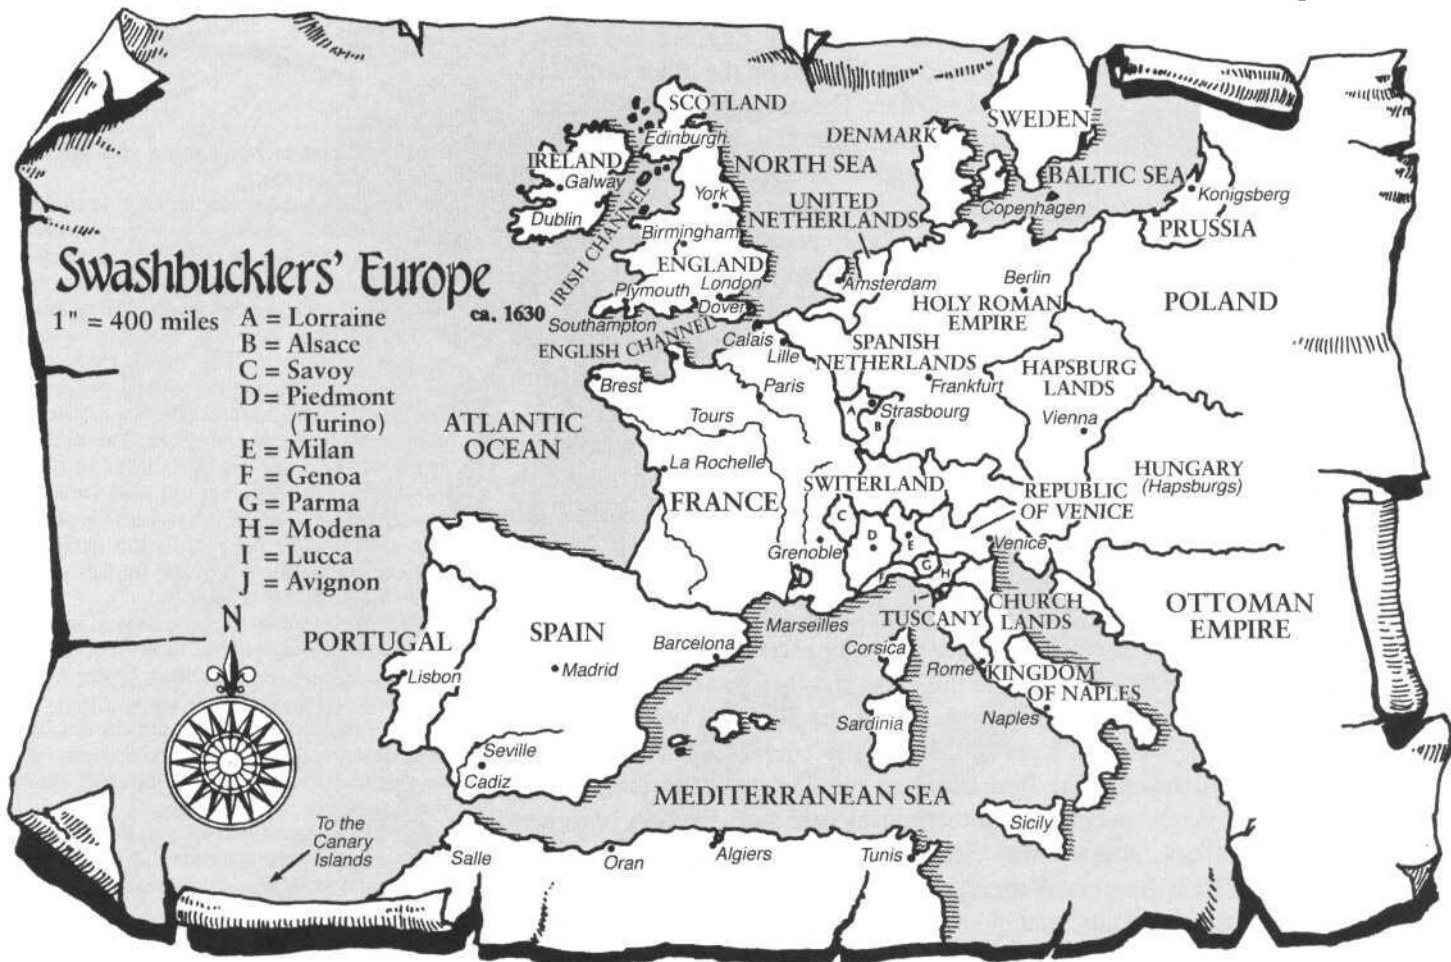 Swashbucklers' Europe
ca. 1630
1" = 400 miles
A = Lorraine
B = Alsace
C = Savoy
D = Piedmont
(Turino)
E = Milan
F = Genoa
G = Parma
H = Modena
I = Lucca
J = Avignon
N
SCOTLAND
Edinburgh
IRELAND
Galway
Dublin
IRISH CHANNEL
NORTH SEA
York
Birmingham
ENGLAND
London
Plymouth
Dover
Southampton
ENGLISH CHANNEL
DENMARK
SWEDEN
BALTIC SEA
Copenhagen
Konigsberg
PRUSSIA
UNITED
NETHERLANDS
Amsterdam
Berlin
HOLY ROMAN
EMPIRE
POLAND
Calais
Lille
SPANISH
NETHERLANDS
Frankfurt
HAPSBURG
LANDS
Vienna
Brest
Paris
Strasbourg
A
B
Tours
ATLANTIC
OCEAN
La Rochelle
FRANCE
SWITERLAND
HUNGARY
(Hapsburgs)
REPUBLIC
OF VENICE
Venice
Grenoble
C
D
E
F
G
H
I
J
Marseilles
TUSCANY
CHURCH
LANDS
OTTOMAN
EMPIRE
PORTUGAL
Lisbon
SPAIN
Madrid
Barcelona
Corsica
Rome
KINGDOM
OF NAPLES
Naples
Sardinia
Seville
Cadiz
MEDITERRANEAN SEA
Sicily
To the
Canary
Islands
Salle
Oran
Algiers
Tunis